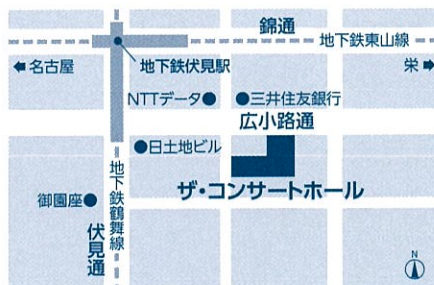 錦通
地下鉄東山線
名古屋
地下鉄伏見駅
栄
NTTデータ
三井住友銀行
広小路通
日土地ビル
ザ・コンサートホール
御園座
地下鉄鶴舞線
伏見通
N